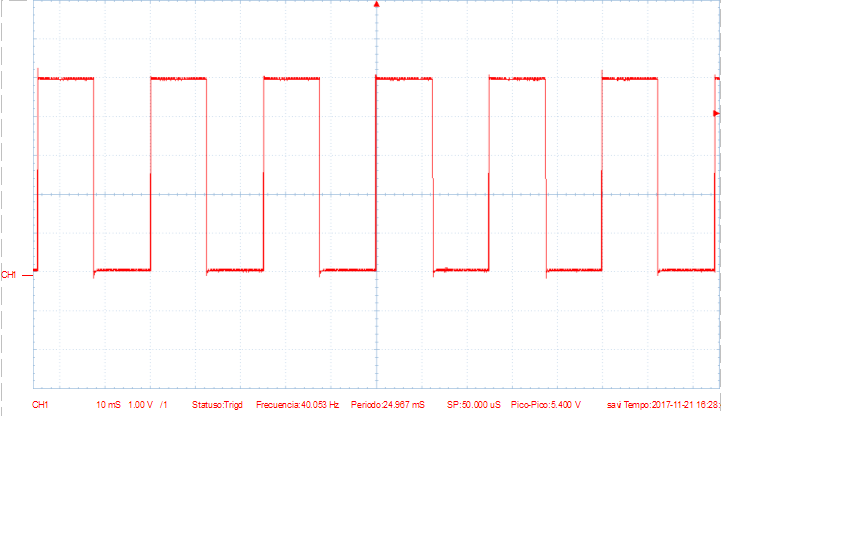 CH1
CH1 10 mS 1.00 V /1 Statuso:Trigd Frecuencia:40.053 Hz Periodo:24.967 mS SP:50.000 uS Pico-Pico:5.400 V savi Tempo:2017-11-21 16:28: